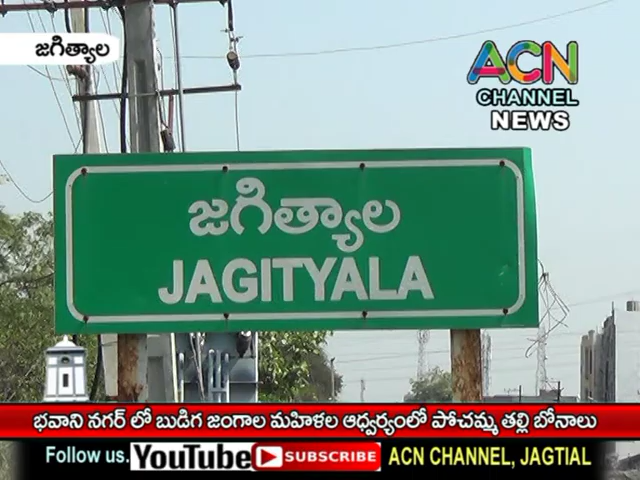 జగిత్యాల
ACN
CHANNEL
NEWS
జగిత్యాల
JAGITYALA
భవాని నగర్ లో బుడిగ జంగాల మహిళల ఆధ్వర్యంలో పోచమ్మ తల్లి బోనాలు
Follow us. YouTube SUBSCRIBE ACN CHANNEL, JAGTIAL